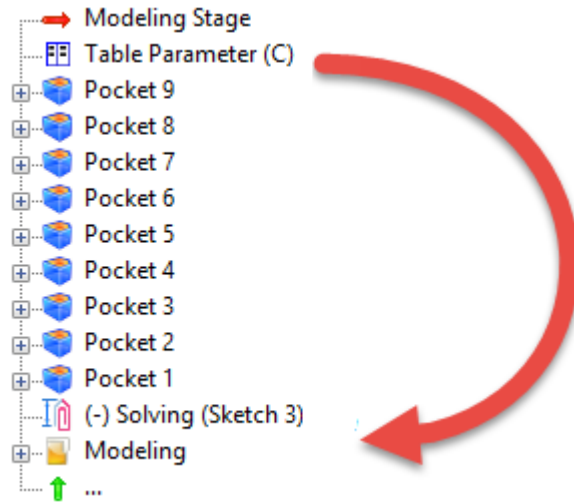 Modeling Stage
Table Parameter (C)
Pocket 9
Pocket 8
Pocket 7
Pocket 6
Pocket 5
Pocket 4
Pocket 3
Pocket 2
Pocket 1
(-) Solving (Sketch 3)
Modeling
...